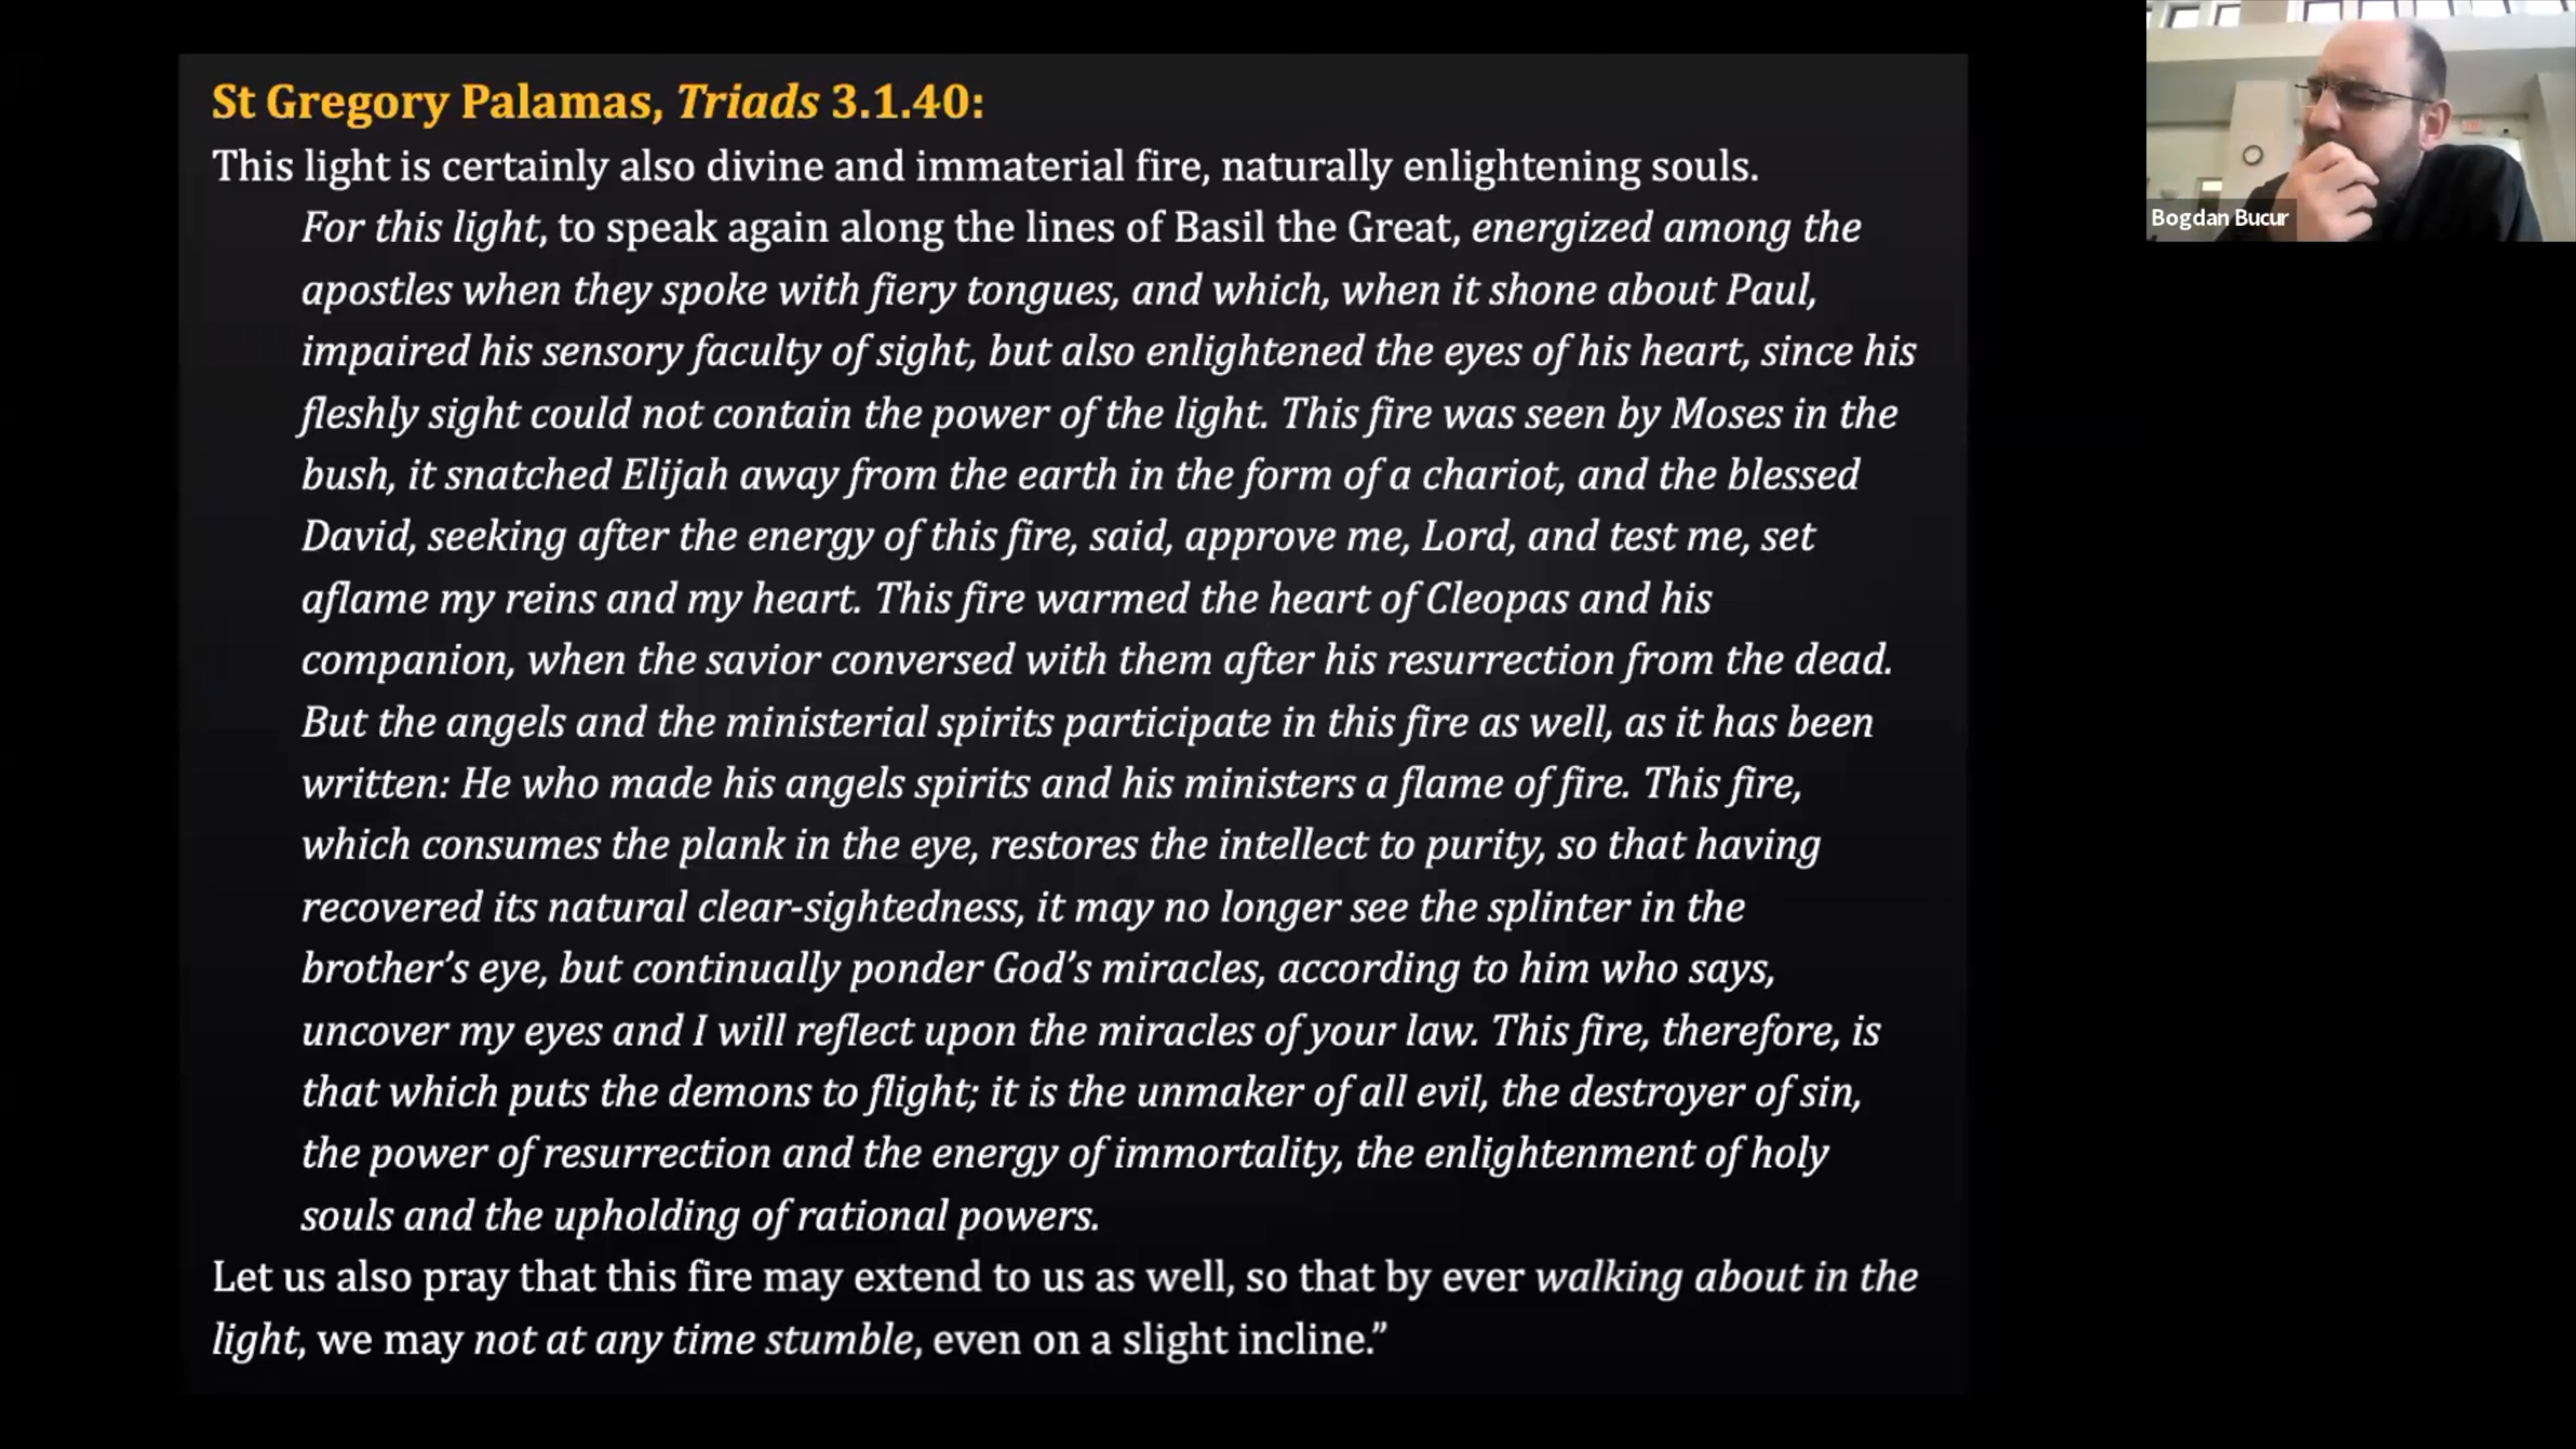 St Gregory Palamas, Triads 3.1.40:
This light is certainly also divine and immaterial fire, naturally enlightening souls.
For this light, to speak again along the lines of Basil the Great, energized among the
apostles when they spoke with fiery tongues, and which, when it shone about Paul,
impaired his sensory faculty of sight, but also enlightened the eyes of his heart, since his
fleshly sight could not contain the power of the light. This fire was seen by Moses in the
bush, it snatched Elijah away from the earth in the form of a chariot, and the blessed
David, seeking after the energy of this fire, said, approve me, Lord, and test me, set
aflame my reins and my heart. This fire warmed the heart of Cleopas and his
companion, when the savior conversed with them after his resurrection from the dead.
But the angels and the ministerial spirits participate in this fire as well, as it has been
written: He who made his angels spirits and his ministers a flame of fire. This fire,
which consumes the plank in the eye, restores the intellect to purity, so that having
recovered its natural clear-sightedness, it may no longer see the splinter in the
brother’s eye, but continually ponder God’s miracles, according to him who says,
uncover my eyes and I will reflect upon the miracles of your law. This fire, therefore, is
that which puts the demons to flight; it is the unmaker of all evil, the destroyer of sin,
the power of resurrection and the energy of immortality, the enlightenment of holy
souls and the upholding of rational powers.
Let us also pray that this fire may extend to us as well, so that by ever walking about in the
light, we may not at any time stumble, even on a slight incline.”
Bogdan Bucur